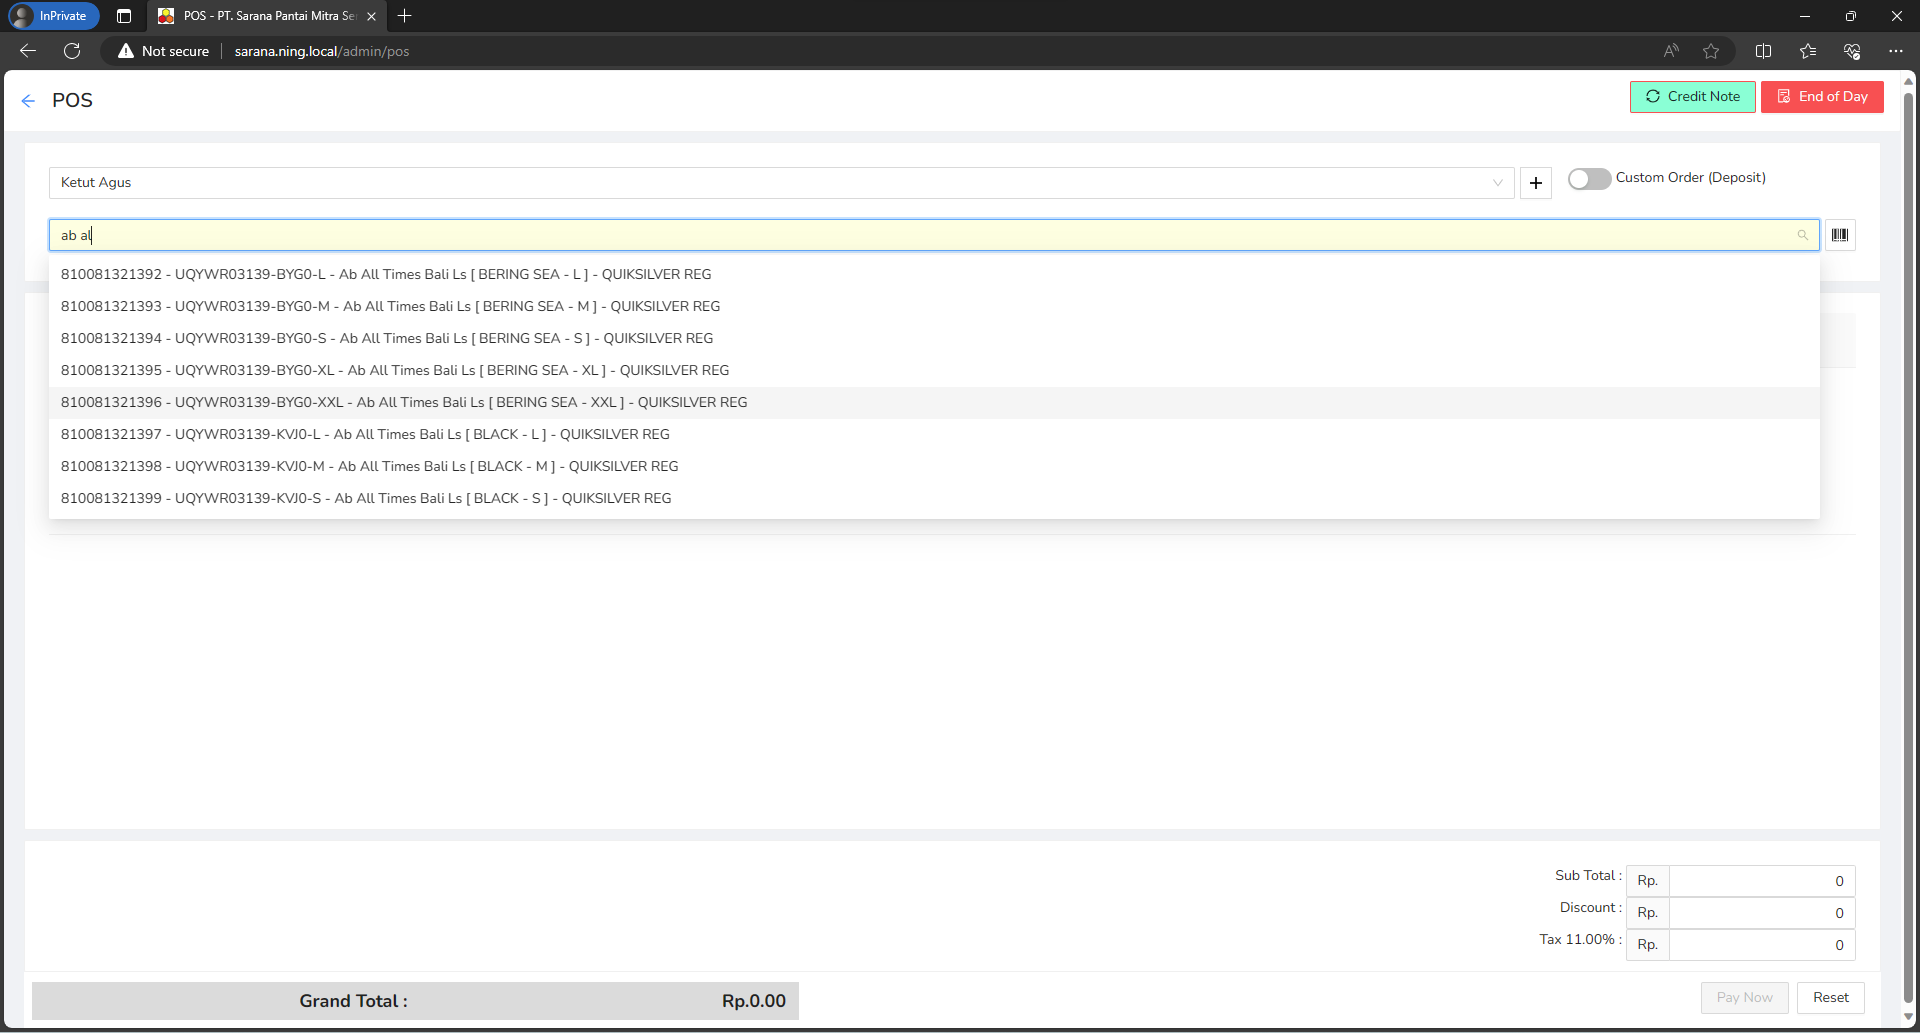 InPrivate
POS - PT. Sarana Pantai Mitra Se
Not secure
sarana.ning.local/admin/pos
POS
Credit Note
End of Day
Ketut Agus
Custom Order (Deposit)
ab al
810081321392 - UQYWR03139-BYG0-L - Ab All Times Bali Ls [ BERING SEA - L ] - QUIKSILVER REG
810081321393 - UQYWR03139-BYG0-M - Ab All Times Bali Ls [ BERING SEA - M ] - QUIKSILVER REG
810081321394 - UQYWR03139-BYG0-S - Ab All Times Bali Ls [ BERING SEA - S ] - QUIKSILVER REG
810081321395 - UQYWR03139-BYG0-XL - Ab All Times Bali Ls [ BERING SEA - XL ] - QUIKSILVER REG
810081321396 - UQYWR03139-BYG0-XXL - Ab All Times Bali Ls [ BERING SEA - XXL ] - QUIKSILVER REG
810081321397 - UQYWR03139-KVJ0-L - Ab All Times Bali Ls [ BLACK - L ] - QUIKSILVER REG
810081321398 - UQYWR03139-KVJ0-M - Ab All Times Bali Ls [ BLACK - M ] - QUIKSILVER REG
810081321399 - UQYWR03139-KVJ0-S - Ab All Times Bali Ls [ BLACK - S ] - QUIKSILVER REG
Sub Total : Rp. 0
Discount : Rp. 0
Tax 11.00% : Rp. 0
Grand Total : Rp.0.00
Pay Now
Reset